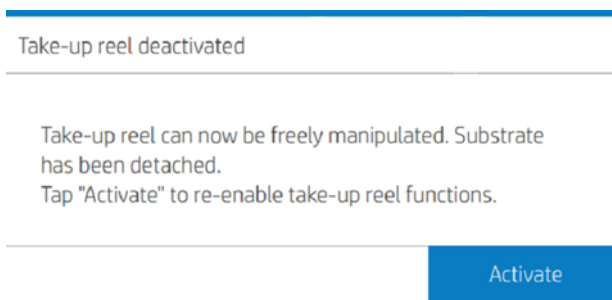 Take-up reel deactivated
Take-up reel can now be freely manipulated. Substrate
has been detached.
Tap "Activate" to re-enable take-up reel functions.
Activate